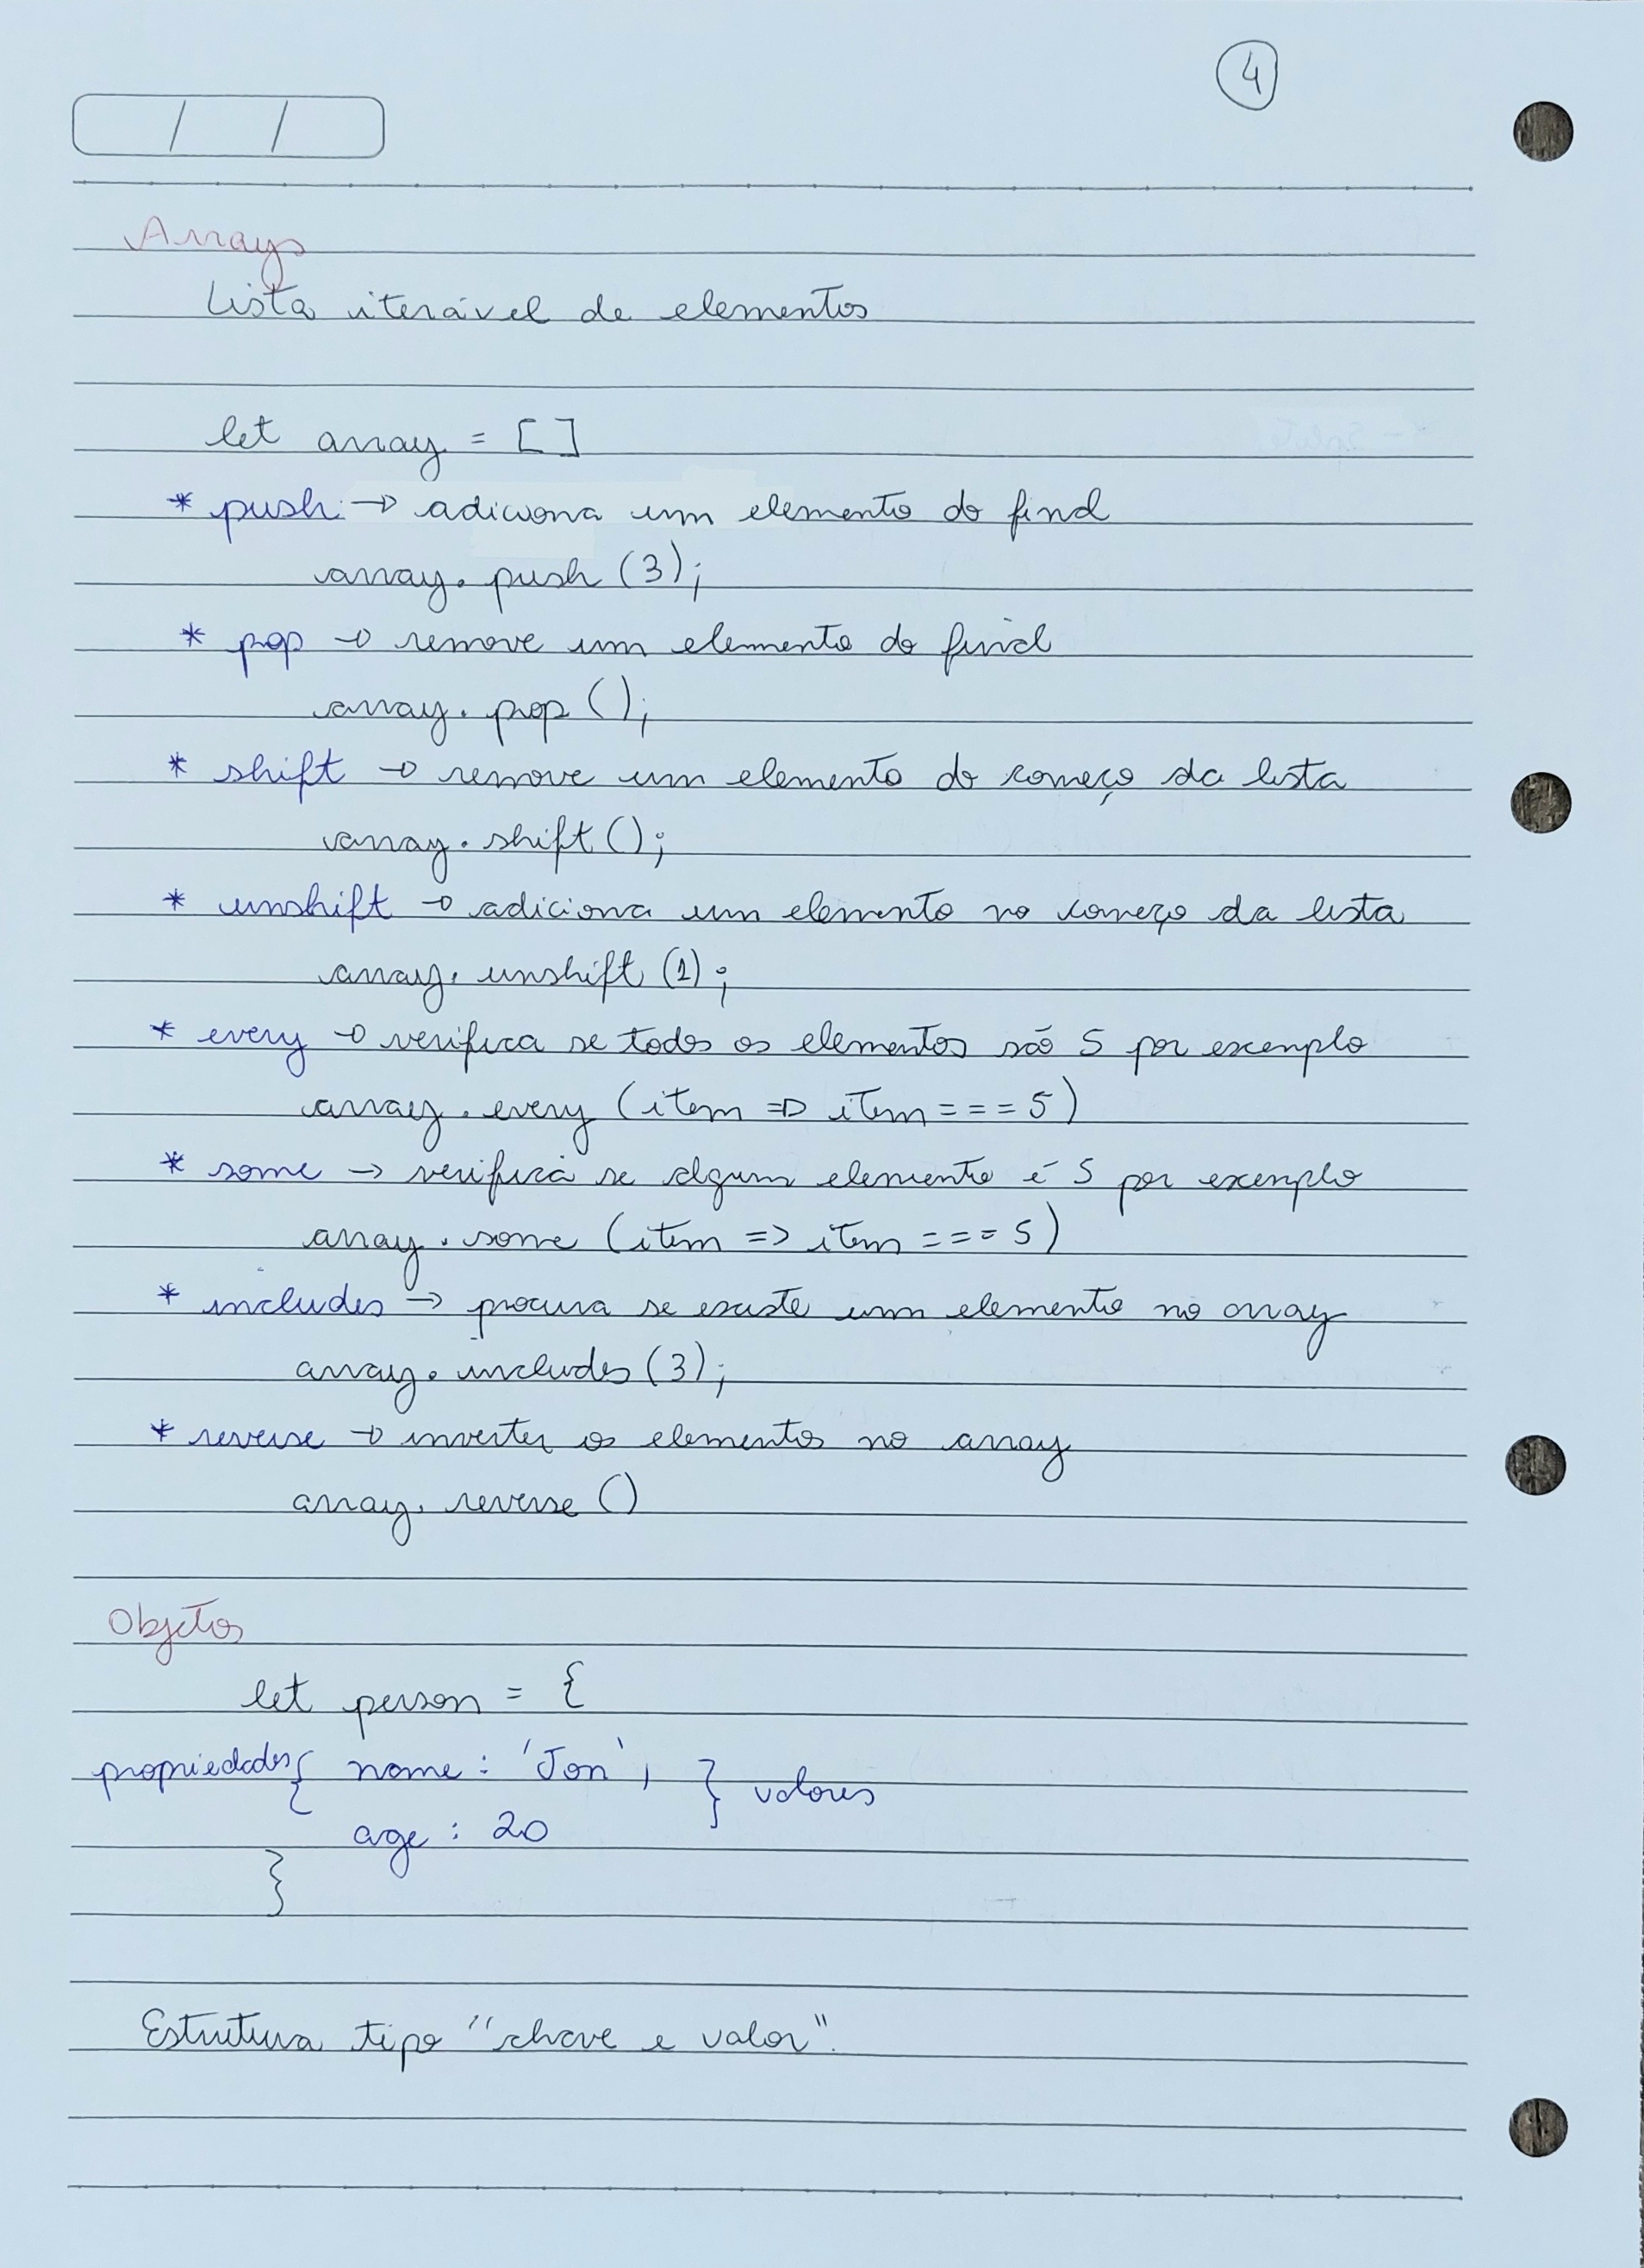 4
/ /
Arrays
Lista iterável de elementos
let array = [ ]
* push → adiciona um elemento do final
array.push (3);
* pop → remove um elemento do final
array.pop ();
* shift → remove um elemento do começo da lista
array.shift ();
* unshift → adiciona um elemento no começo da lista
array.unshift (1);
* every → verifica se todos os elementos são 5 por exemplo
array.every (item => item === 5)
* some → verifica se algum elemento é 5 por exemplo
array.some (item => item === 5)
* includes → procura se existe um elemento no array
array.includes (3);
* reverse → inverter os elementos no array
array.reverse ()
Objetos
let person = {
propriedades { nome : 'Jon', } valores
age : 20
}
Estrutura tipo "chave e valor".